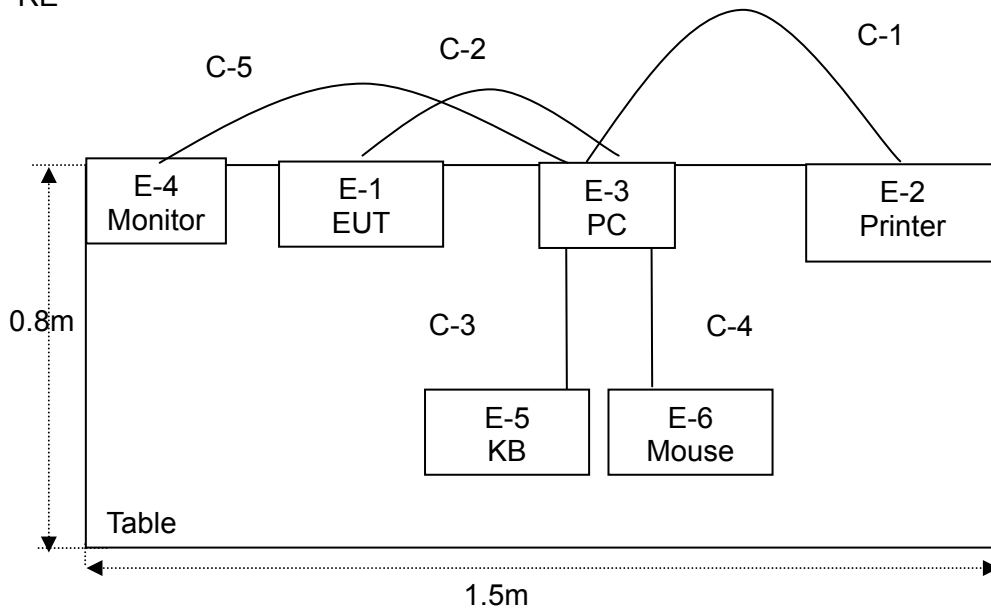 C-1
C-2
C-5
E-4
Monitor
E-1
EUT
E-3
PC
E-2
Printer
0.8m
C-3
C-4
E-5
KB
E-6
Mouse
Table
1.5m